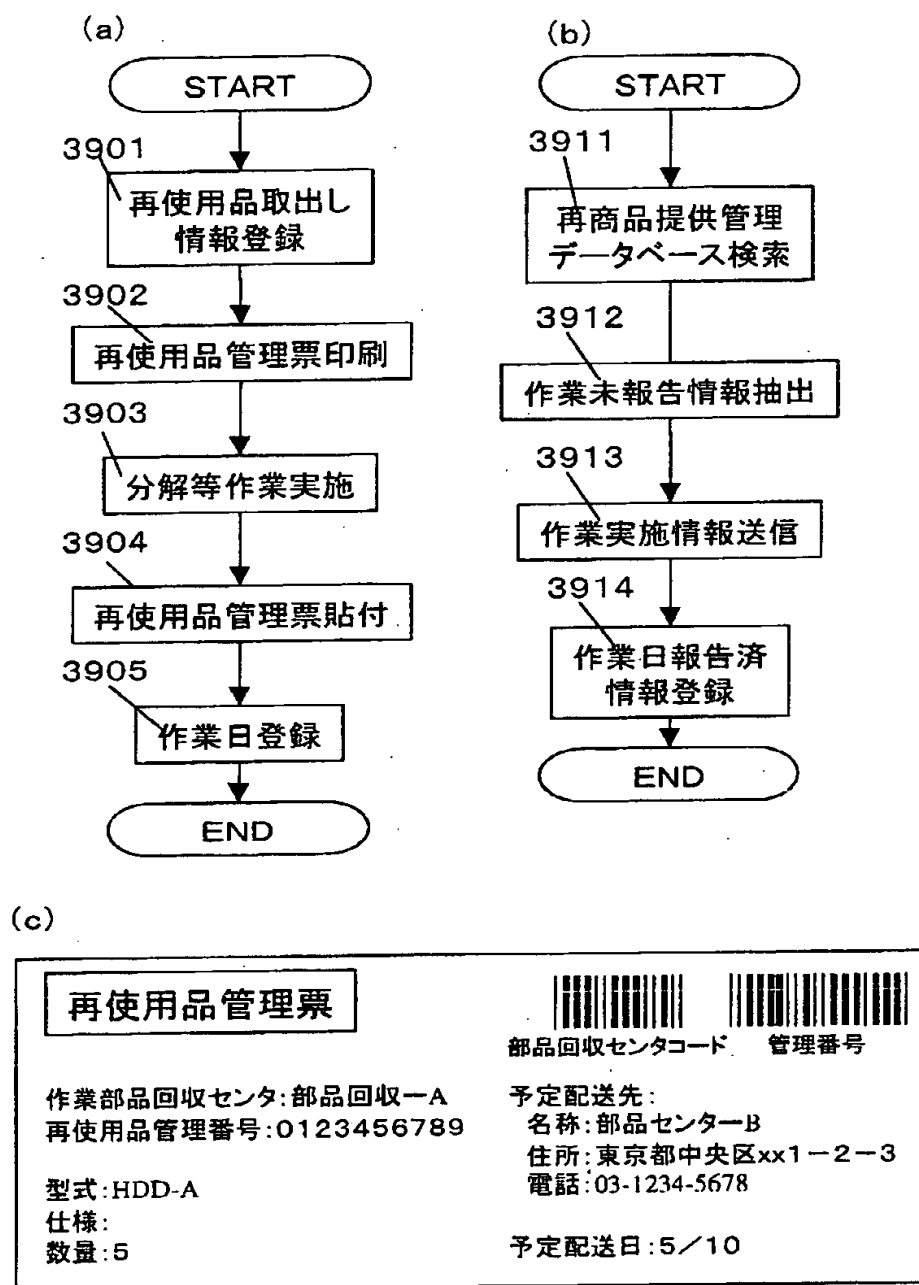 (a)
START
3901
再使用品取出し
情報登録
3902
再使用品管理票印刷
3903
分解等作業実施
3904
再使用品管理票貼付
3905
作業日登録
END
(b)
START
3911
再商品提供管理
データベース検索
3912
作業未報告情報抽出
3913
作業実施情報送信
3914
作業日報告済
情報登録
END
(c)
再使用品管理票
部品回収センタコード 管理番号
作業部品回収センタ:部品回収ーA
再使用品管理番号:0123456789
型式:HDD-A
仕様:
数量:5
予定配送先:
名称:部品センターB
住所:東京都中央区xx1-2-3
電話:03-1234-5678
予定配送日:5/10